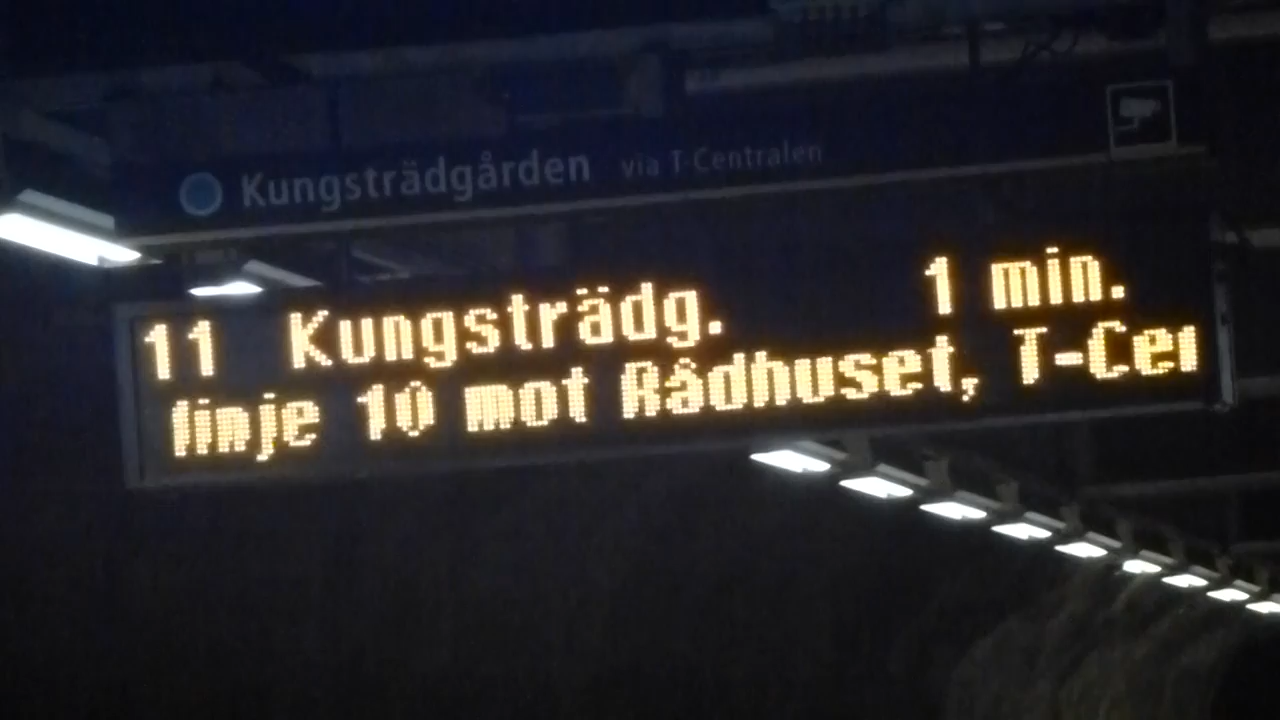 Kungsträdgården via T-Centralen
11 Kungsträdg. 1 min.
linje 10 mot Rådhuset, T-Cen